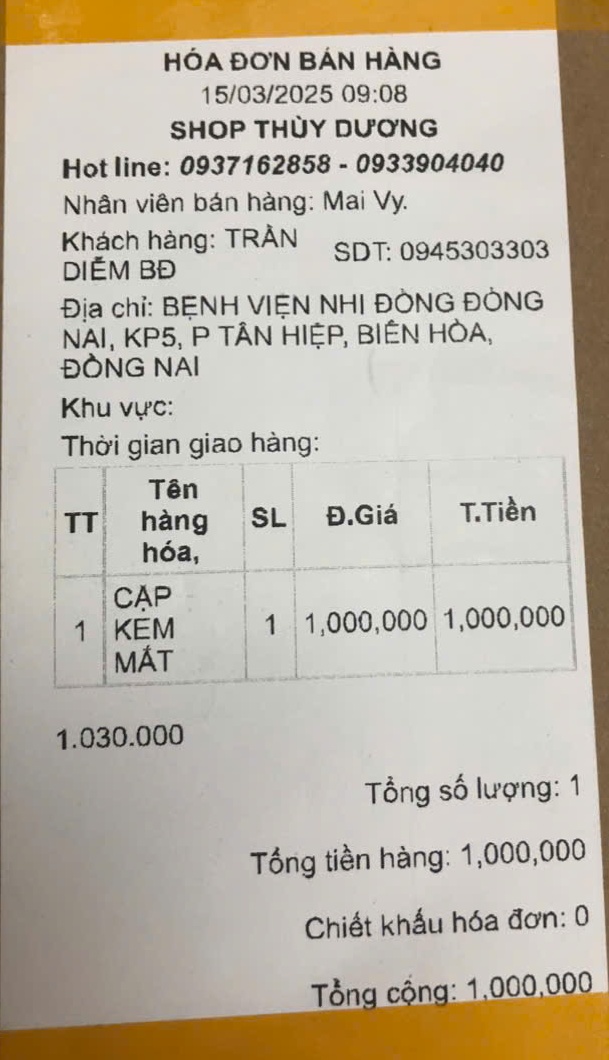 HÓA ĐƠN BÁN HÀNG
15/03/2025 09:08
SHOP THÙY DƯƠNG
Hot line: 0937162858 - 0933904040
Nhân viên bán hàng: Mai Vy.
Khách hàng: TRẦN DIỄM BĐ
SDT: 0945303303
Địa chỉ: BỆNH VIỆN NHI ĐỒNG ĐỒNG
NAI, KP5, P TÂN HIỆP, BIÊN HÒA,
ĐỒNG NAI
Khu vực:
Thời gian giao hàng:
TT Tên hàng hóa, SL Đ.Giá T.Tiền
1 CẶP KEM MẮT 1 1,000,000 1,000,000
1.030.000
Tổng số lượng: 1
Tổng tiền hàng: 1,000,000
Chiết khấu hóa đơn: 0
Tổng cộng: 1,000,000